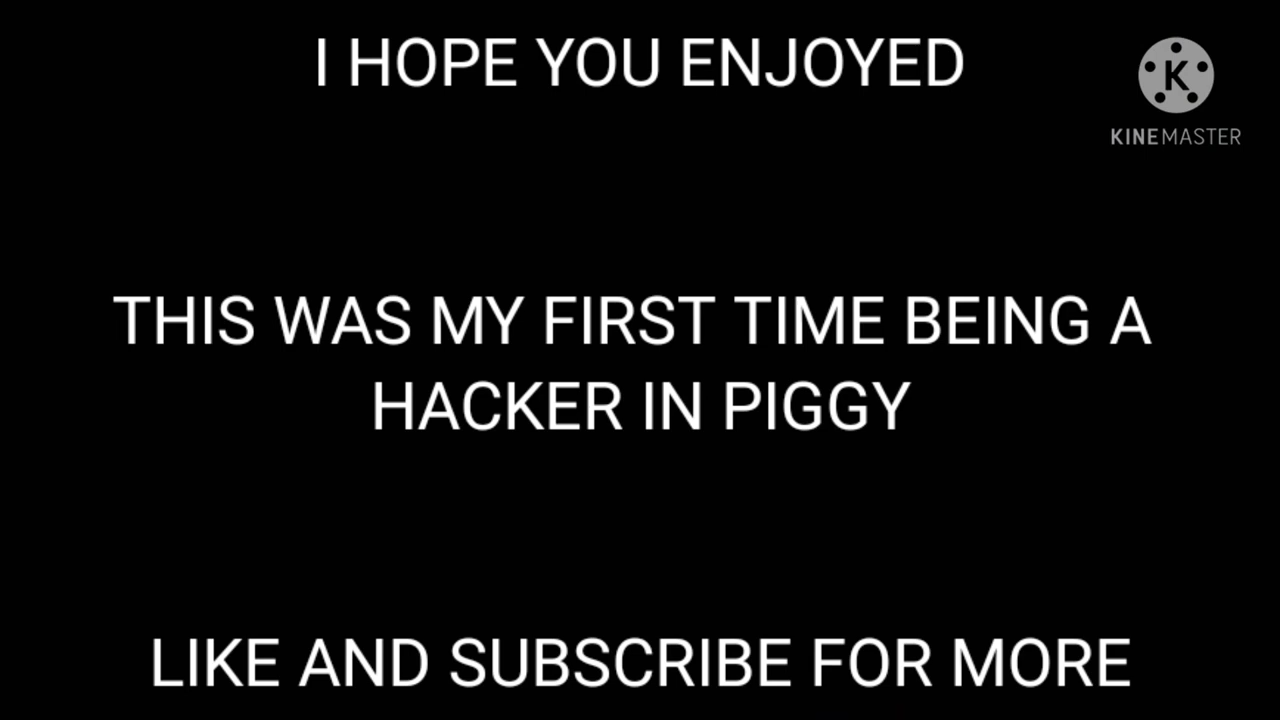 I HOPE YOU ENJOYED
K
KINEMASTER
THIS WAS MY FIRST TIME BEING A
HACKER IN PIGGY
LIKE AND SUBSCRIBE FOR MORE